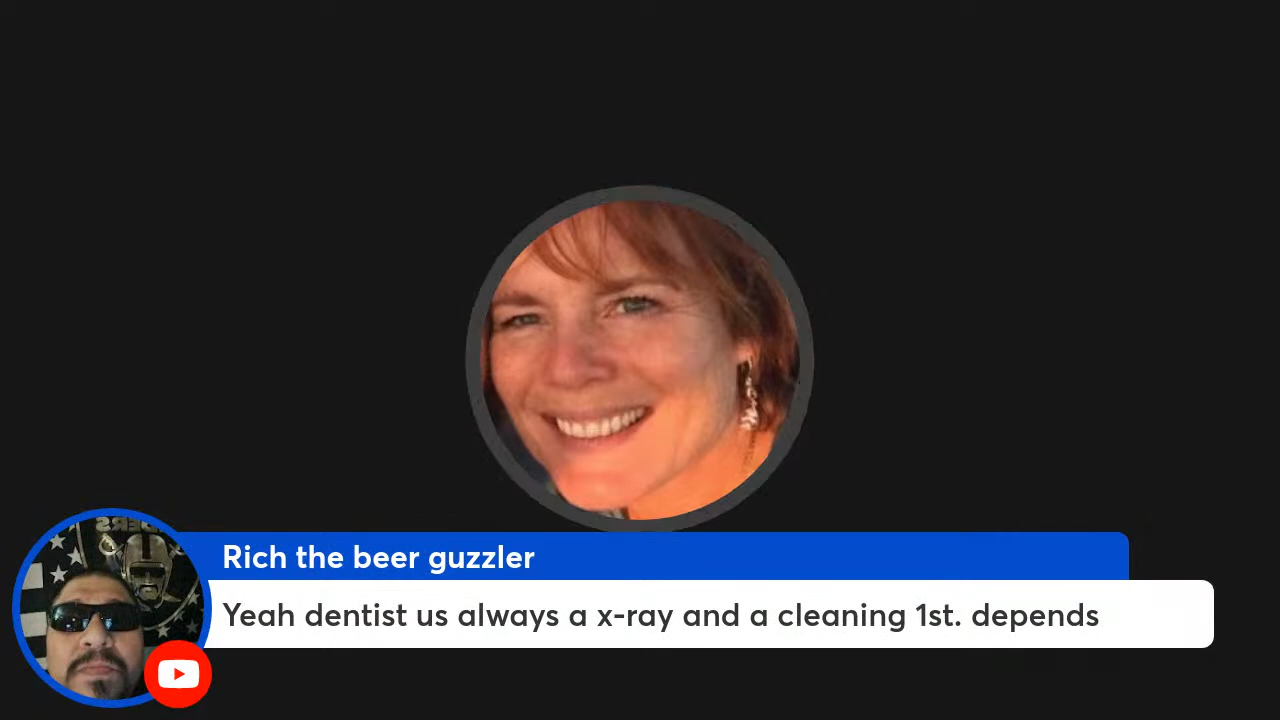 Rich the beer guzzler
Yeah dentist us always a x-ray and a cleaning 1st. depends